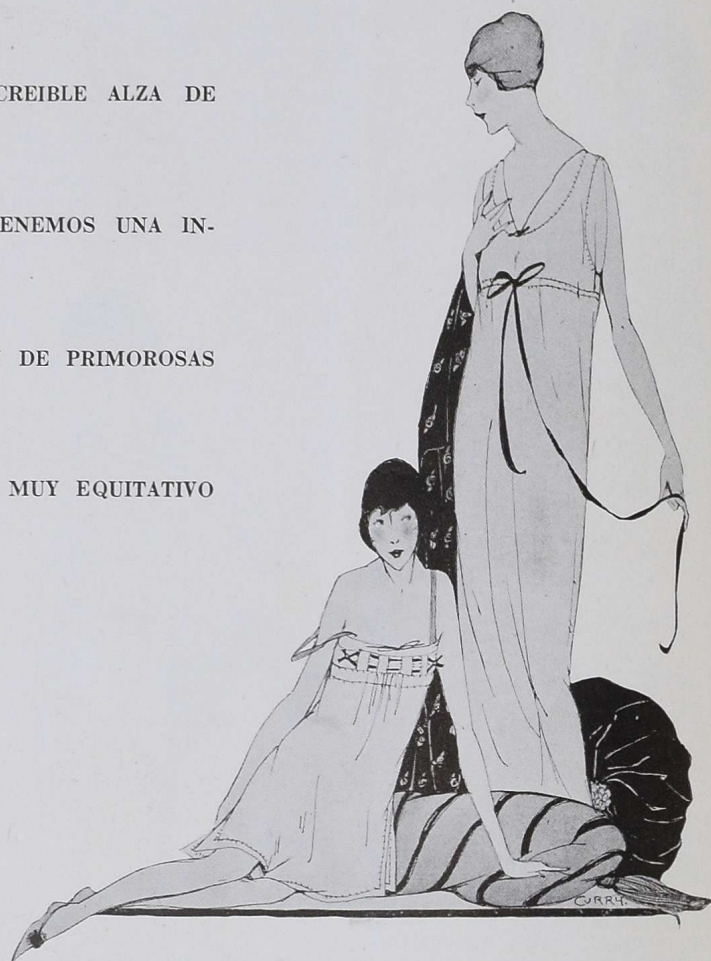 CREIBLE ALZA DE
ENEMOS UNA IN-
DE PRIMOROSAS
MUY EQUITATIVO
CURRY.